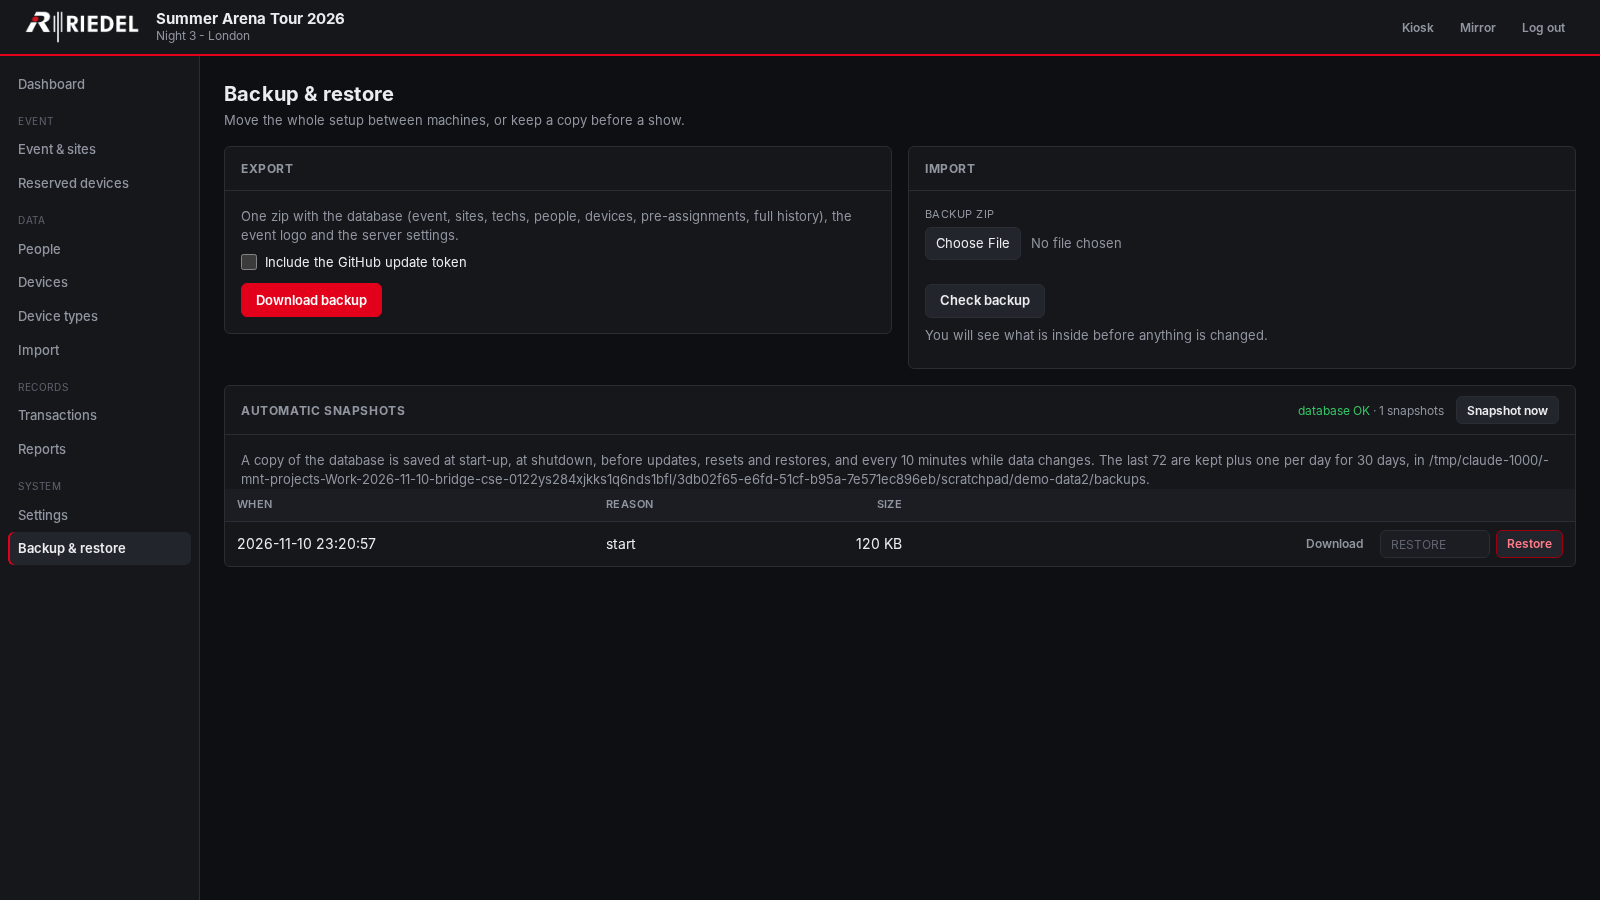 RIEDEL
Summer Arena Tour 2026
Night 3 - London
Kiosk
Mirror
Log out
Dashboard
EVENT
Event & sites
Reserved devices
DATA
People
Devices
Device types
Import
RECORDS
Transactions
Reports
SYSTEM
Settings
Backup & restore
Backup & restore
Move the whole setup between machines, or keep a copy before a show.
EXPORT
One zip with the database (event, sites, techs, people, devices, pre-assignments, full history), the
event logo and the server settings.
Include the GitHub update token
Download backup
IMPORT
BACKUP ZIP
Choose File No file chosen
Check backup
You will see what is inside before anything is changed.
AUTOMATIC SNAPSHOTS
database OK · 1 snapshots
Snapshot now
A copy of the database is saved at start-up, at shutdown, before updates, resets and restores, and every 10 minutes while data changes. The last 72 are kept plus one per day for 30 days, in /tmp/claude-1000/-
mnt-projects-Work-2026-11-10-bridge-cse-0122ys284xjkks1q6nds1bfl/3db02f65-e6fd-51cf-b95a-7e571ec896eb/scratchpad/demo-data2/backups.
WHEN REASON SIZE
2026-11-10 23:20:57 start 120 KB Download RESTORE Restore